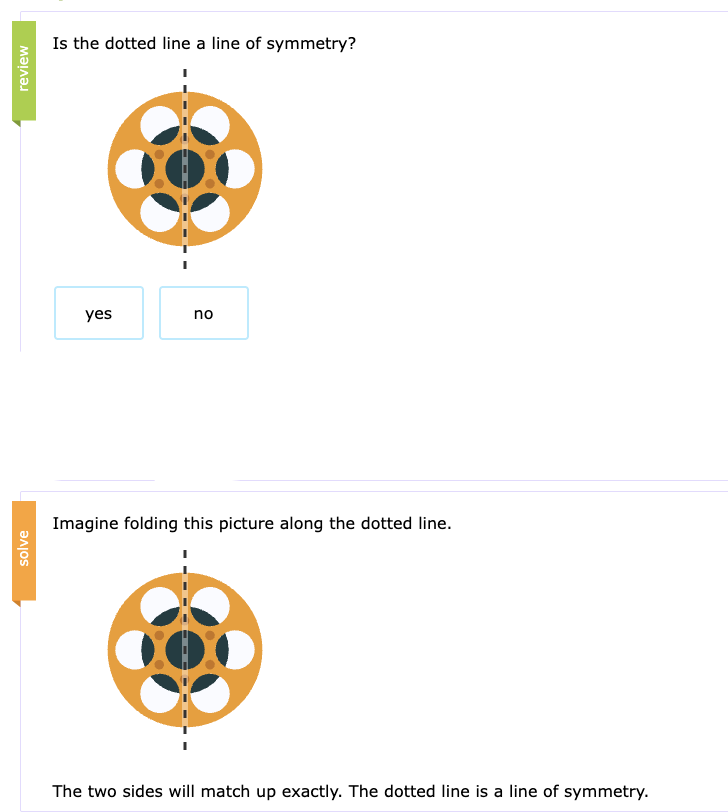 review
Is the dotted line a line of symmetry?
yes
no
solve
Imagine folding this picture along the dotted line.
The two sides will match up exactly. The dotted line is a line of symmetry.